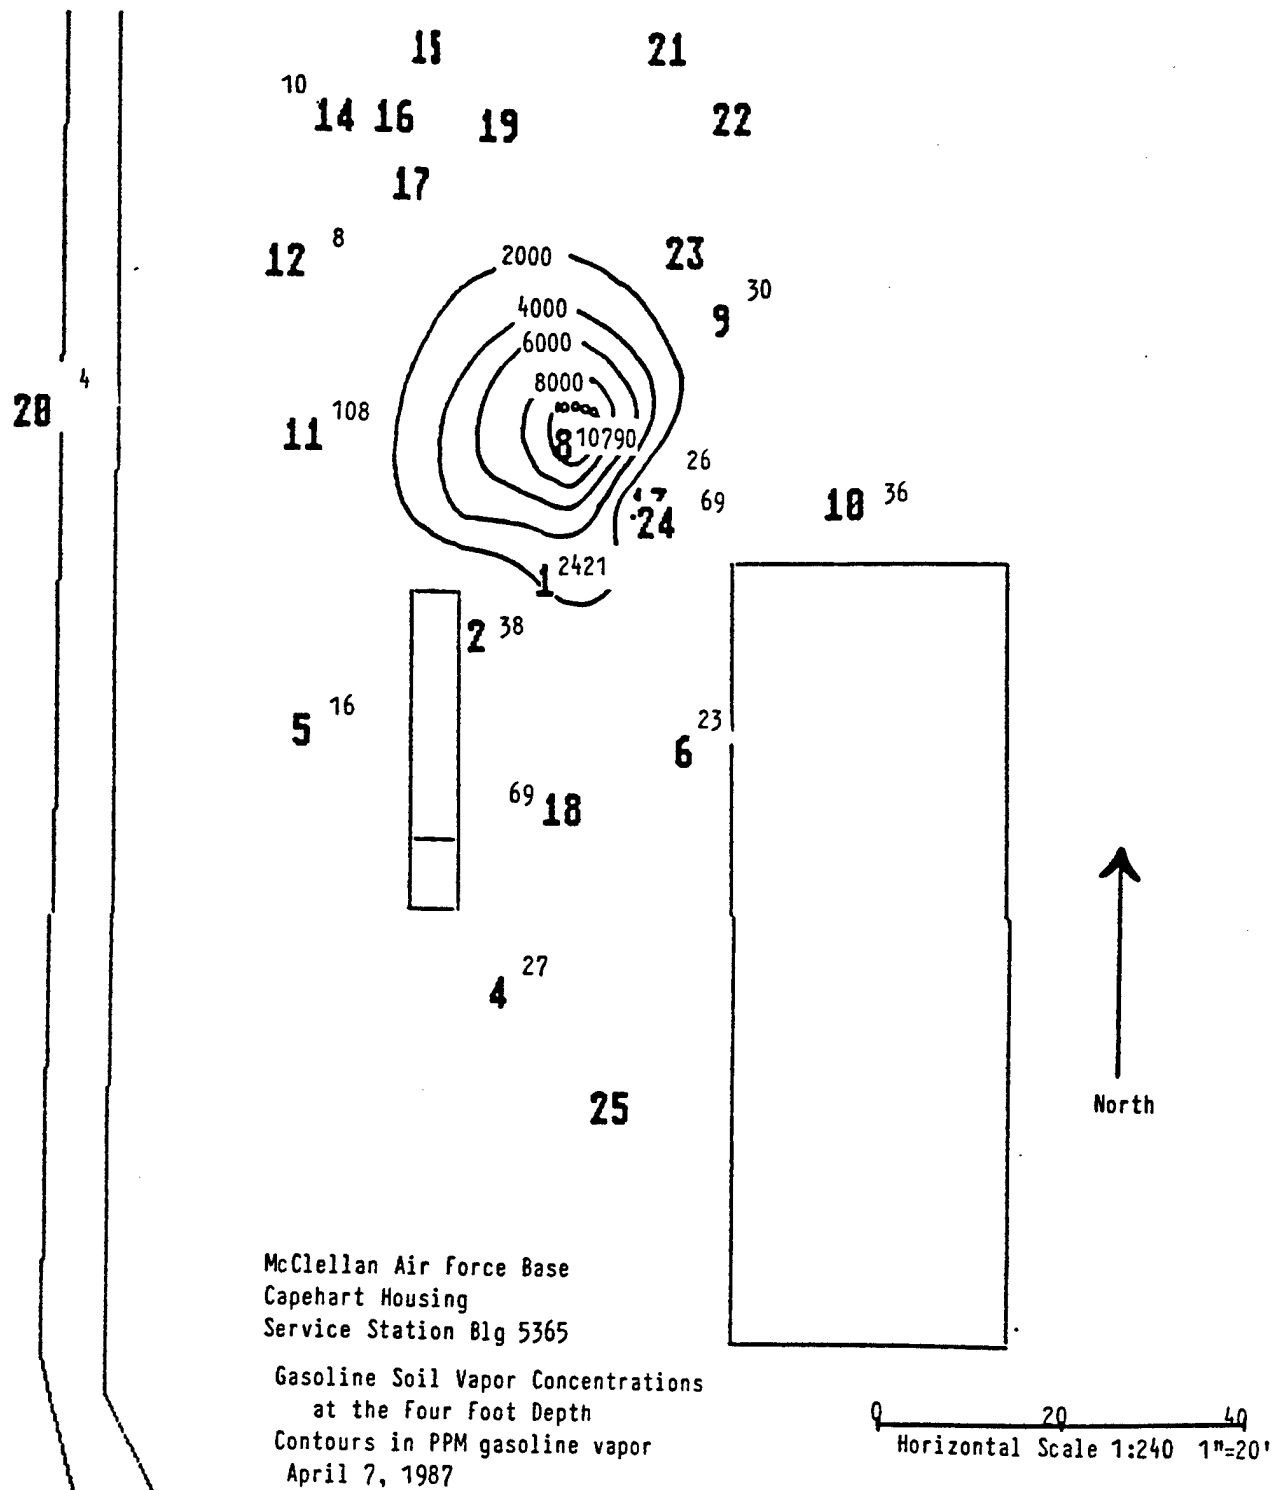 15 21
10
14 16 19 22
17
12 8 2000 23
30
4000 9
6000
4
20 8000
108 10000
11 8 10790
26
36
69 10
24
2421
1
2 38
16
5 23
6
69 18
27
4
25
North
McClellan Air Force Base
Capehart Housing
Service Station Blg 5365
Gasoline Soil Vapor Concentrations
at the Four Foot Depth
Contours in PPM gasoline vapor
April 7, 1987
0 20 40
Horizontal Scale 1:240 1"=20'